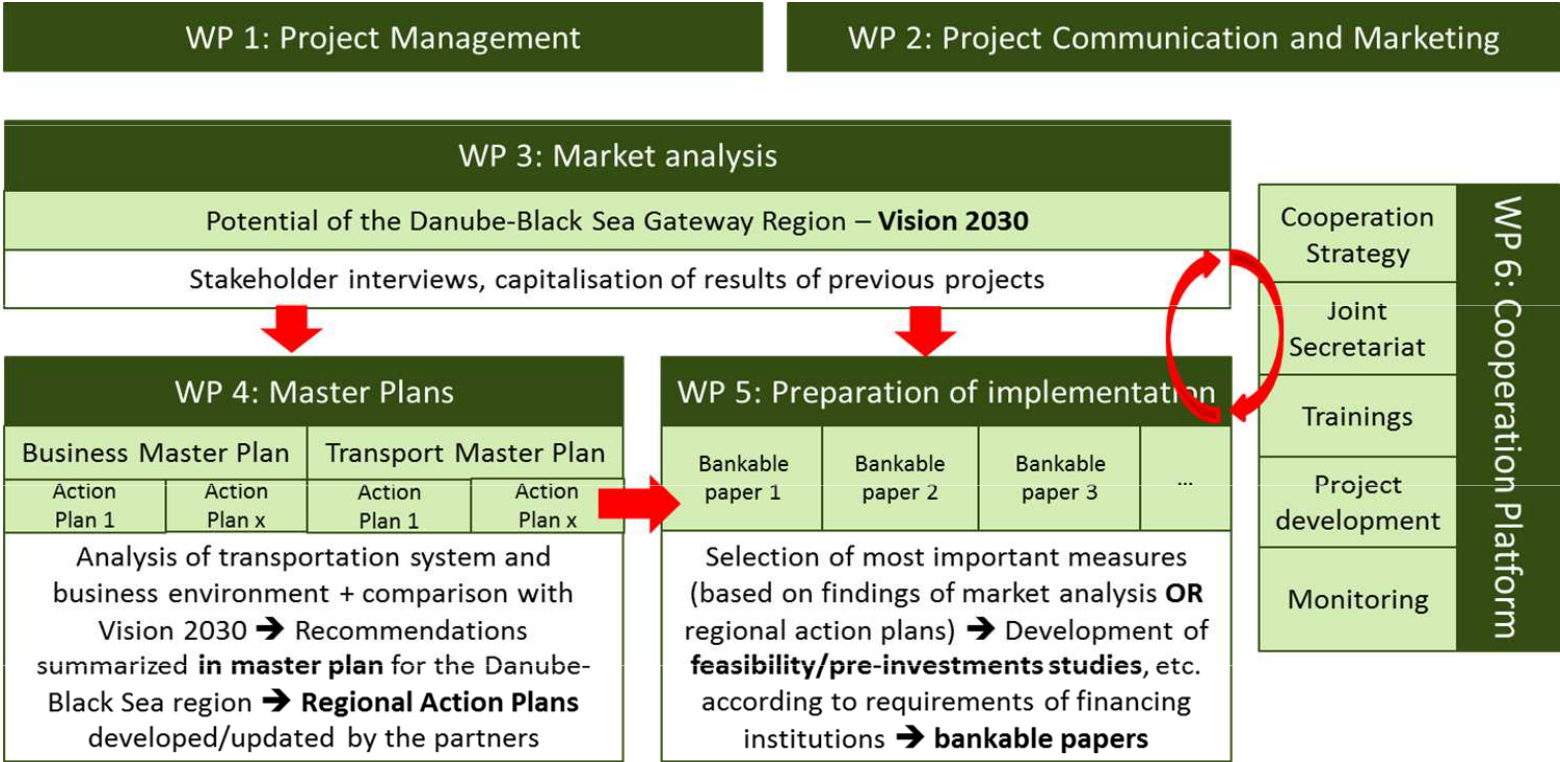 WP 1: Project Management
WP 2: Project Communication and Marketing
WP 3: Market analysis
Potential of the Danube-Black Sea Gateway Region – Vision 2030
Stakeholder interviews, capitalisation of results of previous projects
WP 4: Master Plans
Business Master Plan
Transport Master Plan
Action
Plan 1
Action
Plan x
Action
Plan 1
Action
Plan x
Analysis of transportation system and
business environment + comparison with
Vision 2030 ➔ Recommendations
summarized in master plan for the Danube-
Black Sea region ➔ Regional Action Plans
developed/updated by the partners
WP 5: Preparation of implementation
Bankable
paper 1
Bankable
paper 2
Bankable
paper 3
...
Selection of most important measures
(based on findings of market analysis OR
regional action plans) ➔ Development of
feasibility/pre-investments studies, etc.
according to requirements of financing
institutions ➔ bankable papers
Cooperation
Strategy
Joint
Secretariat
Trainings
Project
development
Monitoring
WP 6: Cooperation Platform